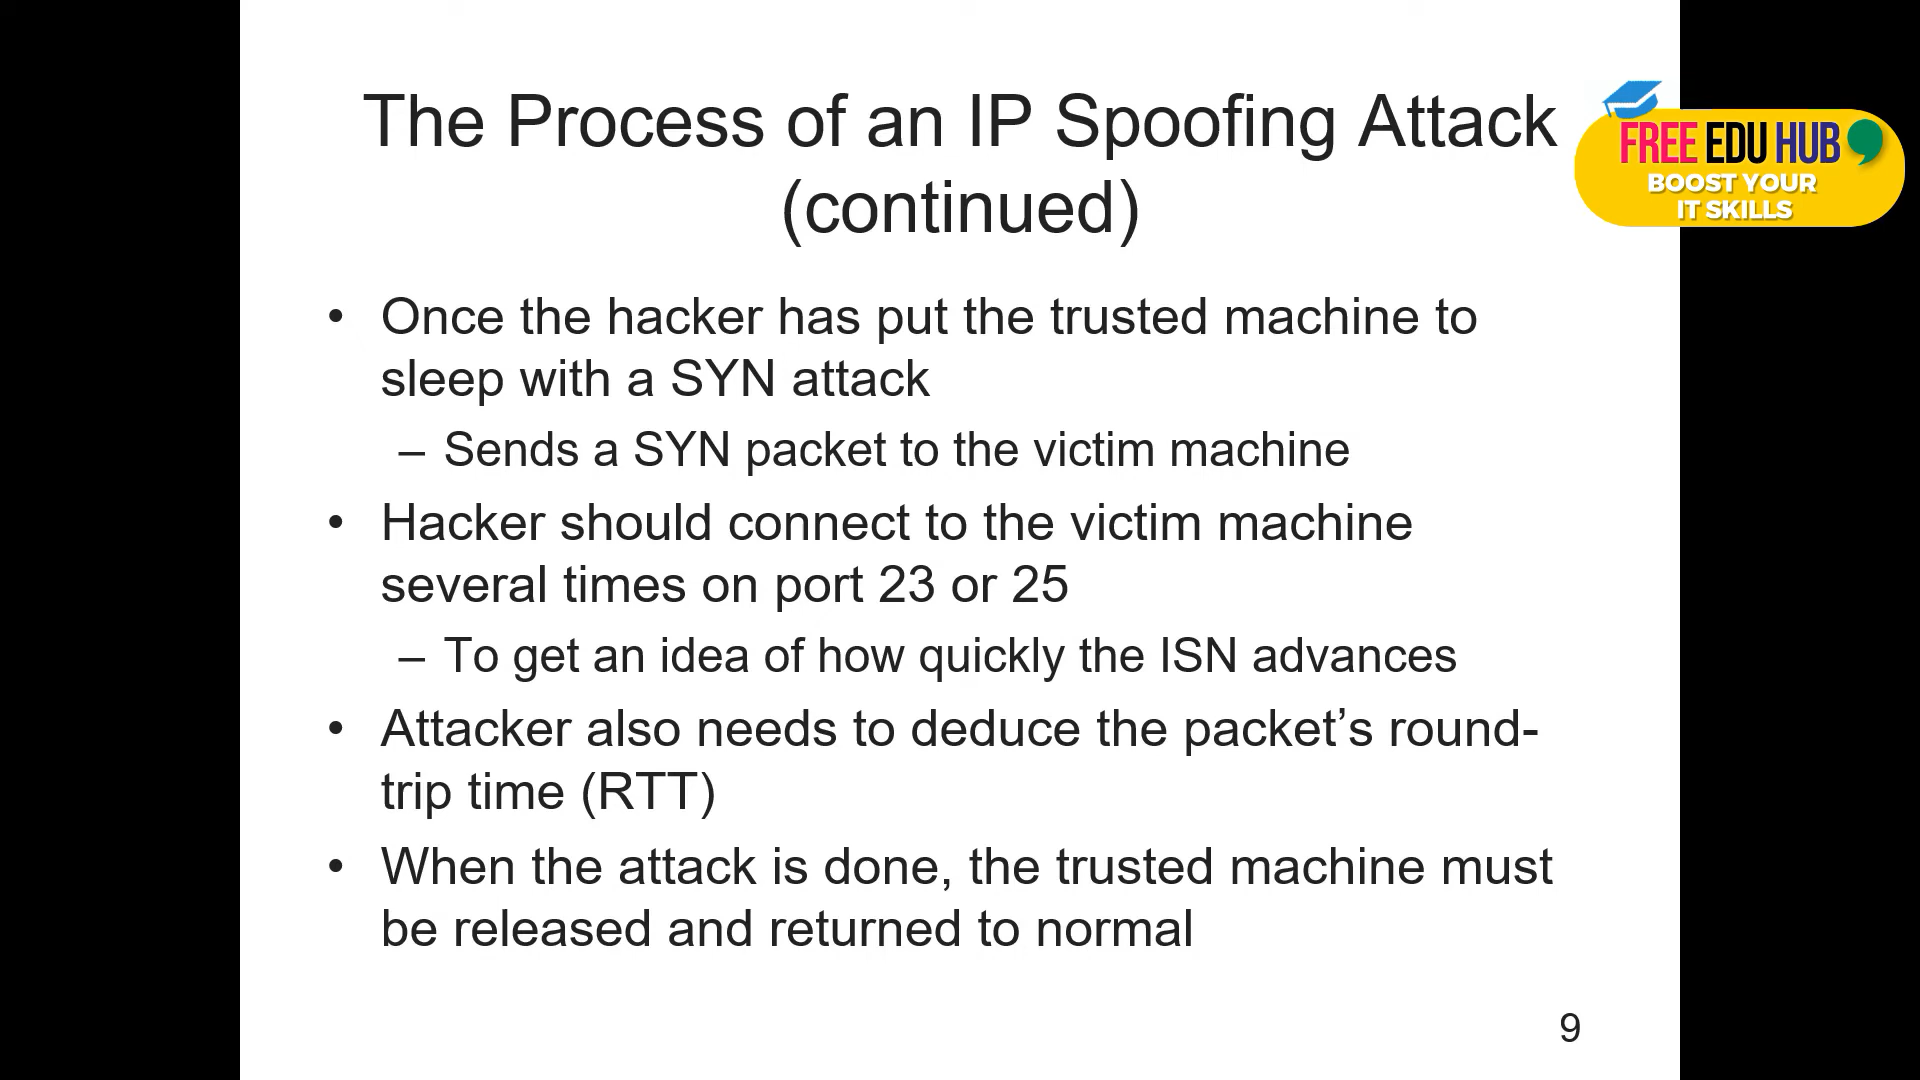 The Process of an IP Spoofing Attack
(continued)
FREE EDU HUB
BOOST YOUR
IT SKILLS
• Once the hacker has put the trusted machine to
sleep with a SYN attack
– Sends a SYN packet to the victim machine
• Hacker should connect to the victim machine
several times on port 23 or 25
– To get an idea of how quickly the ISN advances
• Attacker also needs to deduce the packet’s round-
trip time (RTT)
• When the attack is done, the trusted machine must
be released and returned to normal
9